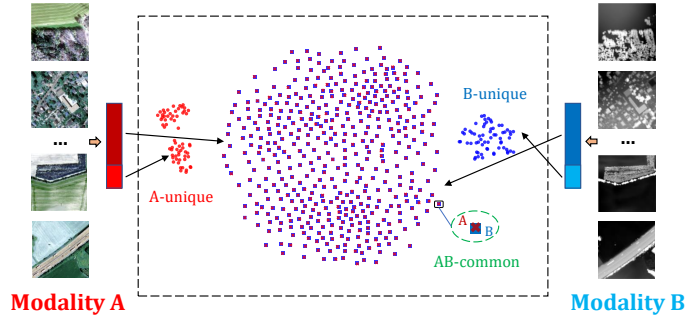 B-unique
...
...
A-unique
A
B
AB-common
Modality A
Modality B